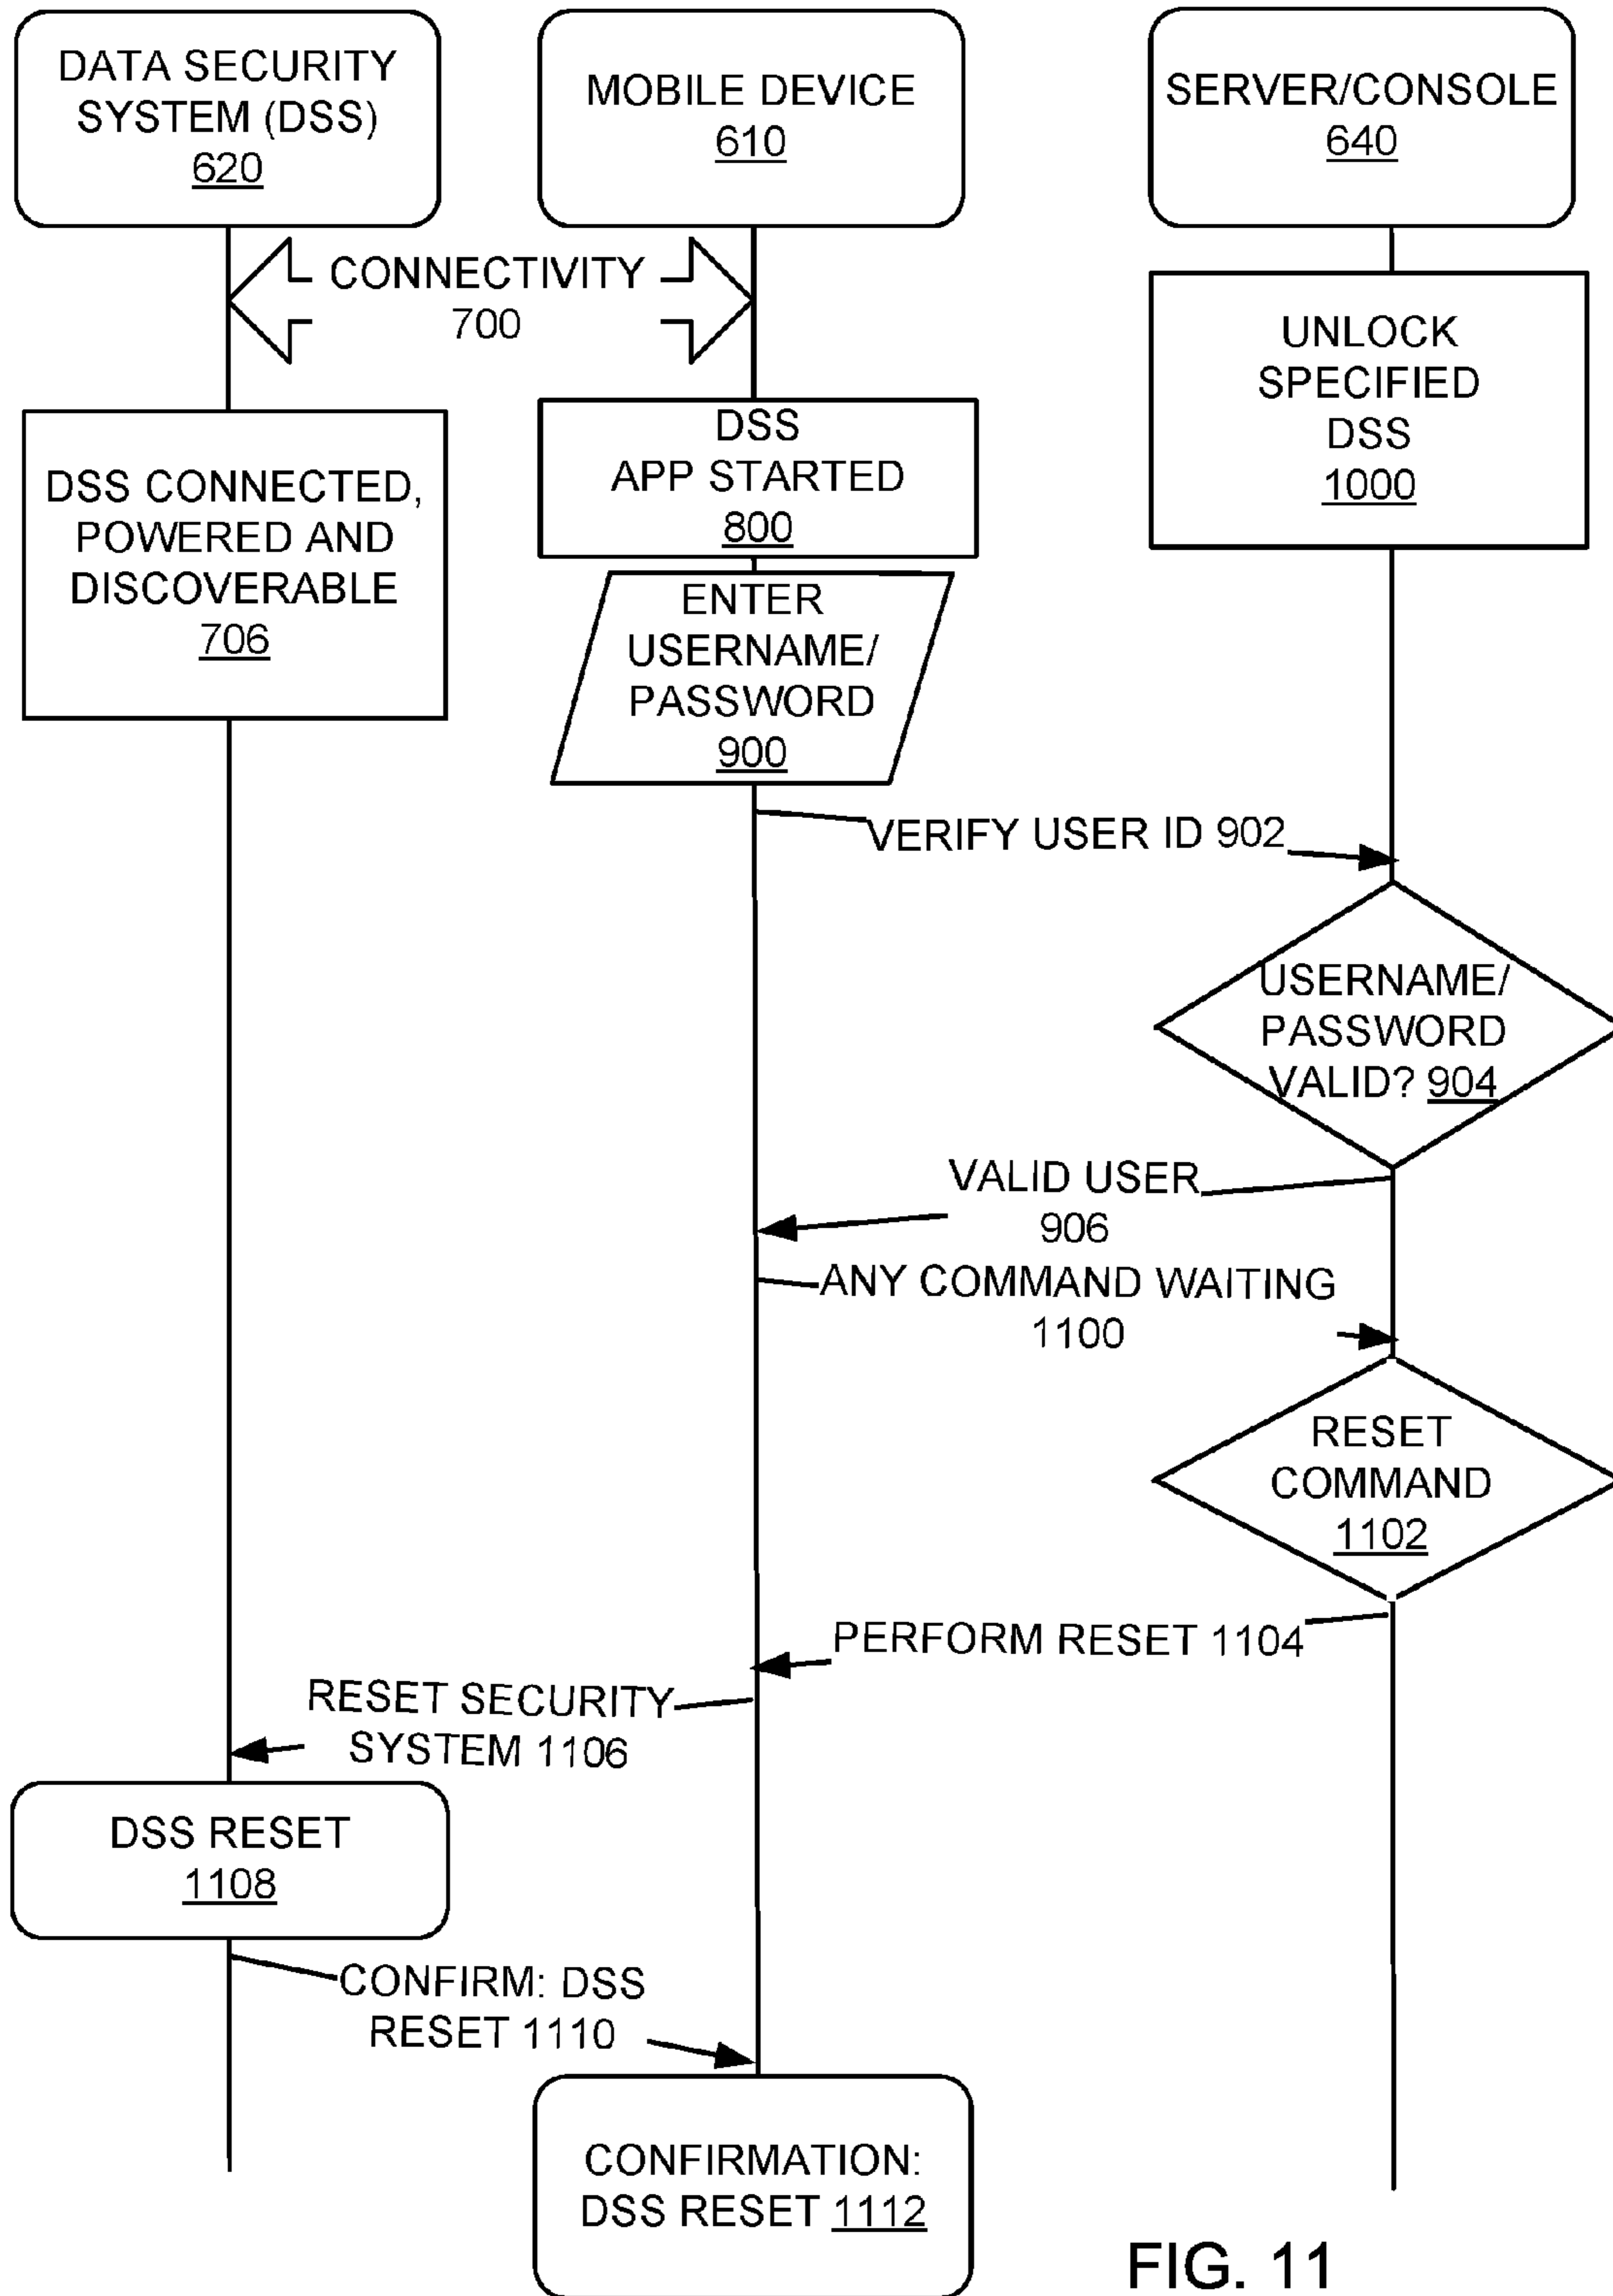 DATA SECURITY
SYSTEM (DSS)
620
MOBILE DEVICE
610
SERVER/CONSOLE
640
CONNECTIVITY
700
UNLOCK
SPECIFIED
DSS
1000
DSS CONNECTED,
POWERED AND
DISCOVERABLE
706
DSS
APP STARTED
800
ENTER
USERNAME/
PASSWORD
900
VERIFY USER ID 902
USERNAME/
PASSWORD
VALID? 904
VALID USER
906
ANY COMMAND WAITING
1100
RESET
COMMAND
1102
PERFORM RESET 1104
RESET SECURITY
SYSTEM 1106
DSS RESET
1108
CONFIRM: DSS
RESET 1110
CONFIRMATION:
DSS RESET 1112
FIG. 11